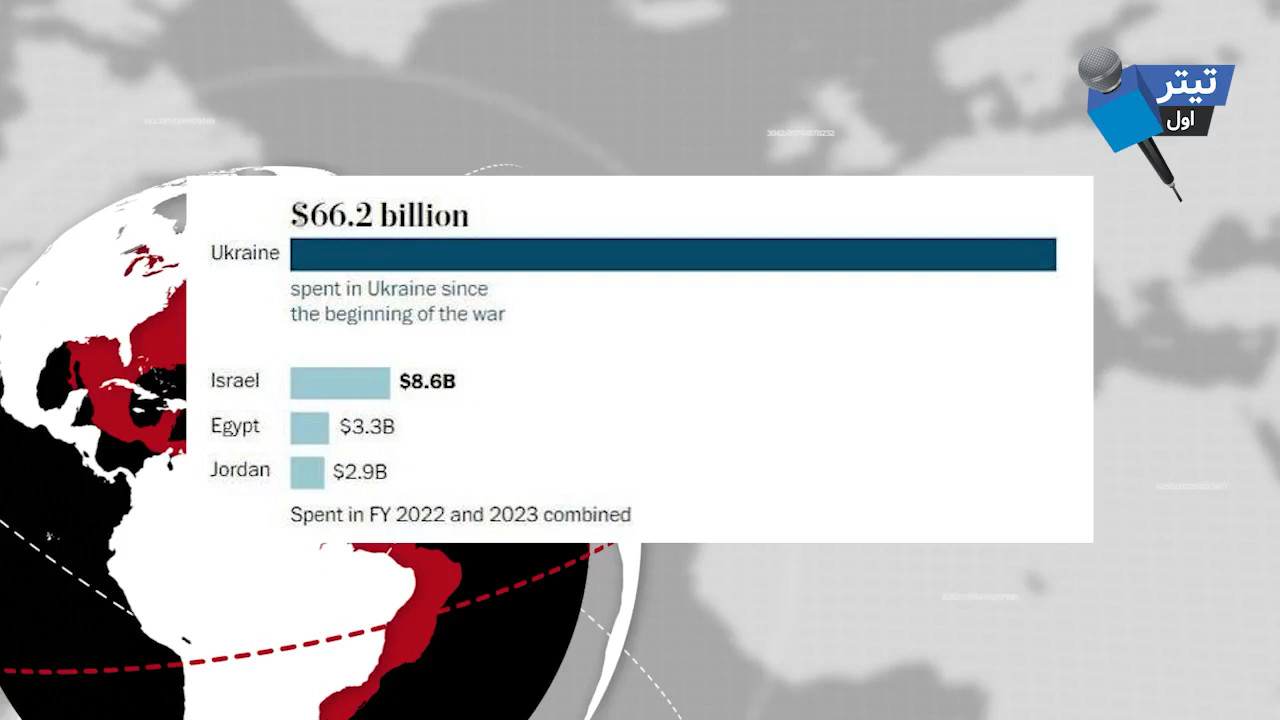 تیتر
اول
$66.2 billion
Ukraine
spent in Ukraine since
the beginning of the war
Israel $8.6B
Egypt $3.3B
Jordan $2.9B
Spent in FY 2022 and 2023 combined